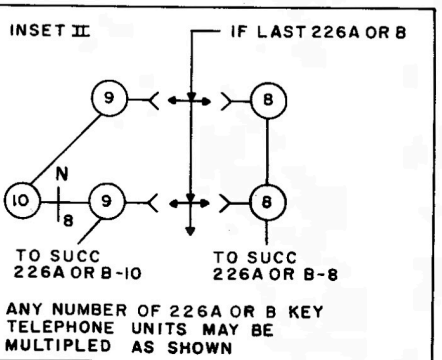 INSET II
IF LAST 226A OR B
9
8
N
10
9
8
8
TO SUCC
226A OR B-10
TO SUCC
226A OR B-8
ANY NUMBER OF 226A OR B KEY
TELEPHONE UNITS MAY BE
MULTIPLED AS SHOWN